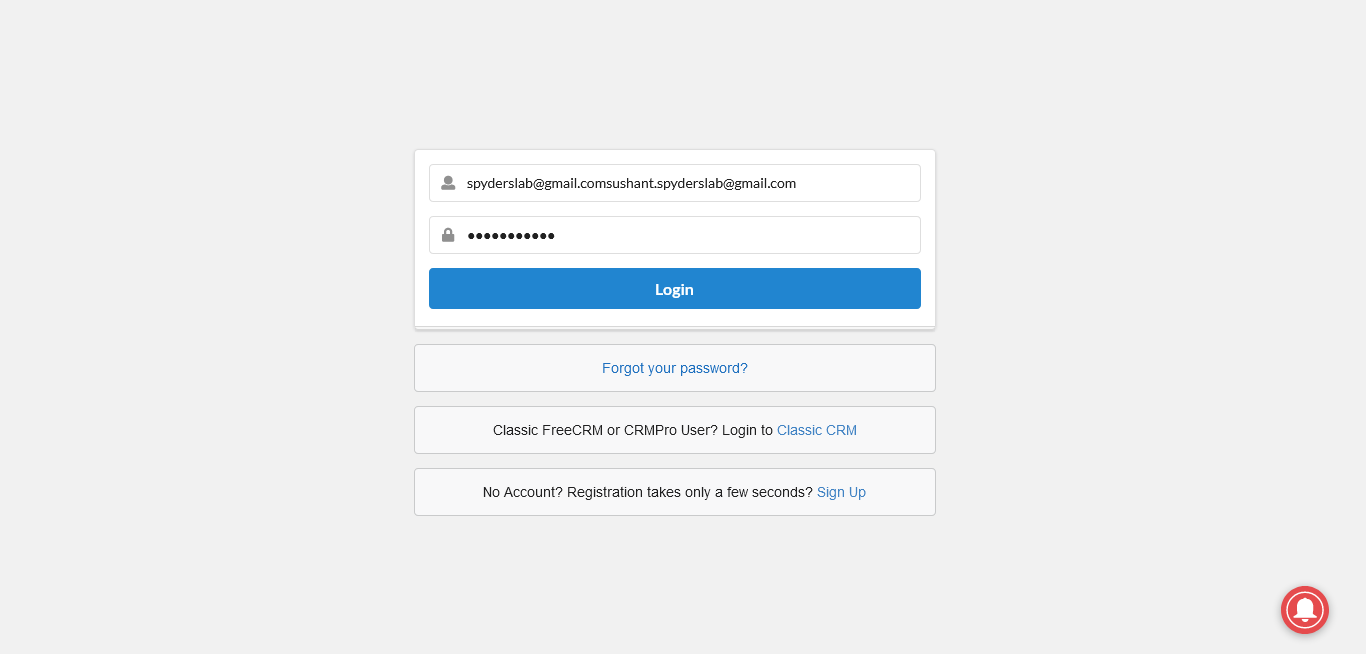 spyderslab@gmail.comsushant.spyderslab@gmail.com
•••••••••••
Login
Forgot your password?
Classic FreeCRM or CRMPro User? Login to Classic CRM
No Account? Registration takes only a few seconds? Sign Up